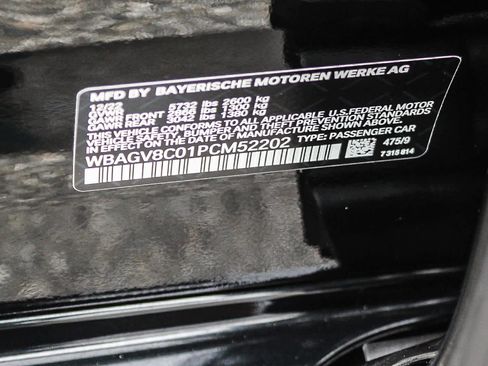 MFD BY BAYERISCHE MOTOREN WERKE AG
12/22
GVWR 5732 lbs 2600 kg
GAWR FRONT lbs 1300 kg
GAWR 3042 lbs 1380 kg
THIS VEHICLE CONFORMS TO ALL APPLICABLE U.S. FEDERAL MOTOR
VEHICLE SAFETY, BUMPER AND THEFT PREVENTION STANDARDS
IN EFFECT ON THE DATE OF MANUFACTURE SHOWN ABOVE.
WBAGV8C01PCM52202 TYPE: PASSENGER CAR
475/9
7318814